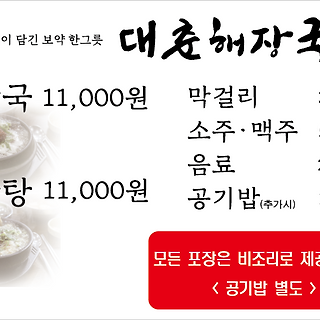 이 담긴 보약 한그릇
대춘해장국
국 11,000원
탕 11,000원
막걸리
소주·맥주
음료
공기밥(추가시)
모든 포장은 비조리로 제공
< 공기밥 별도 >